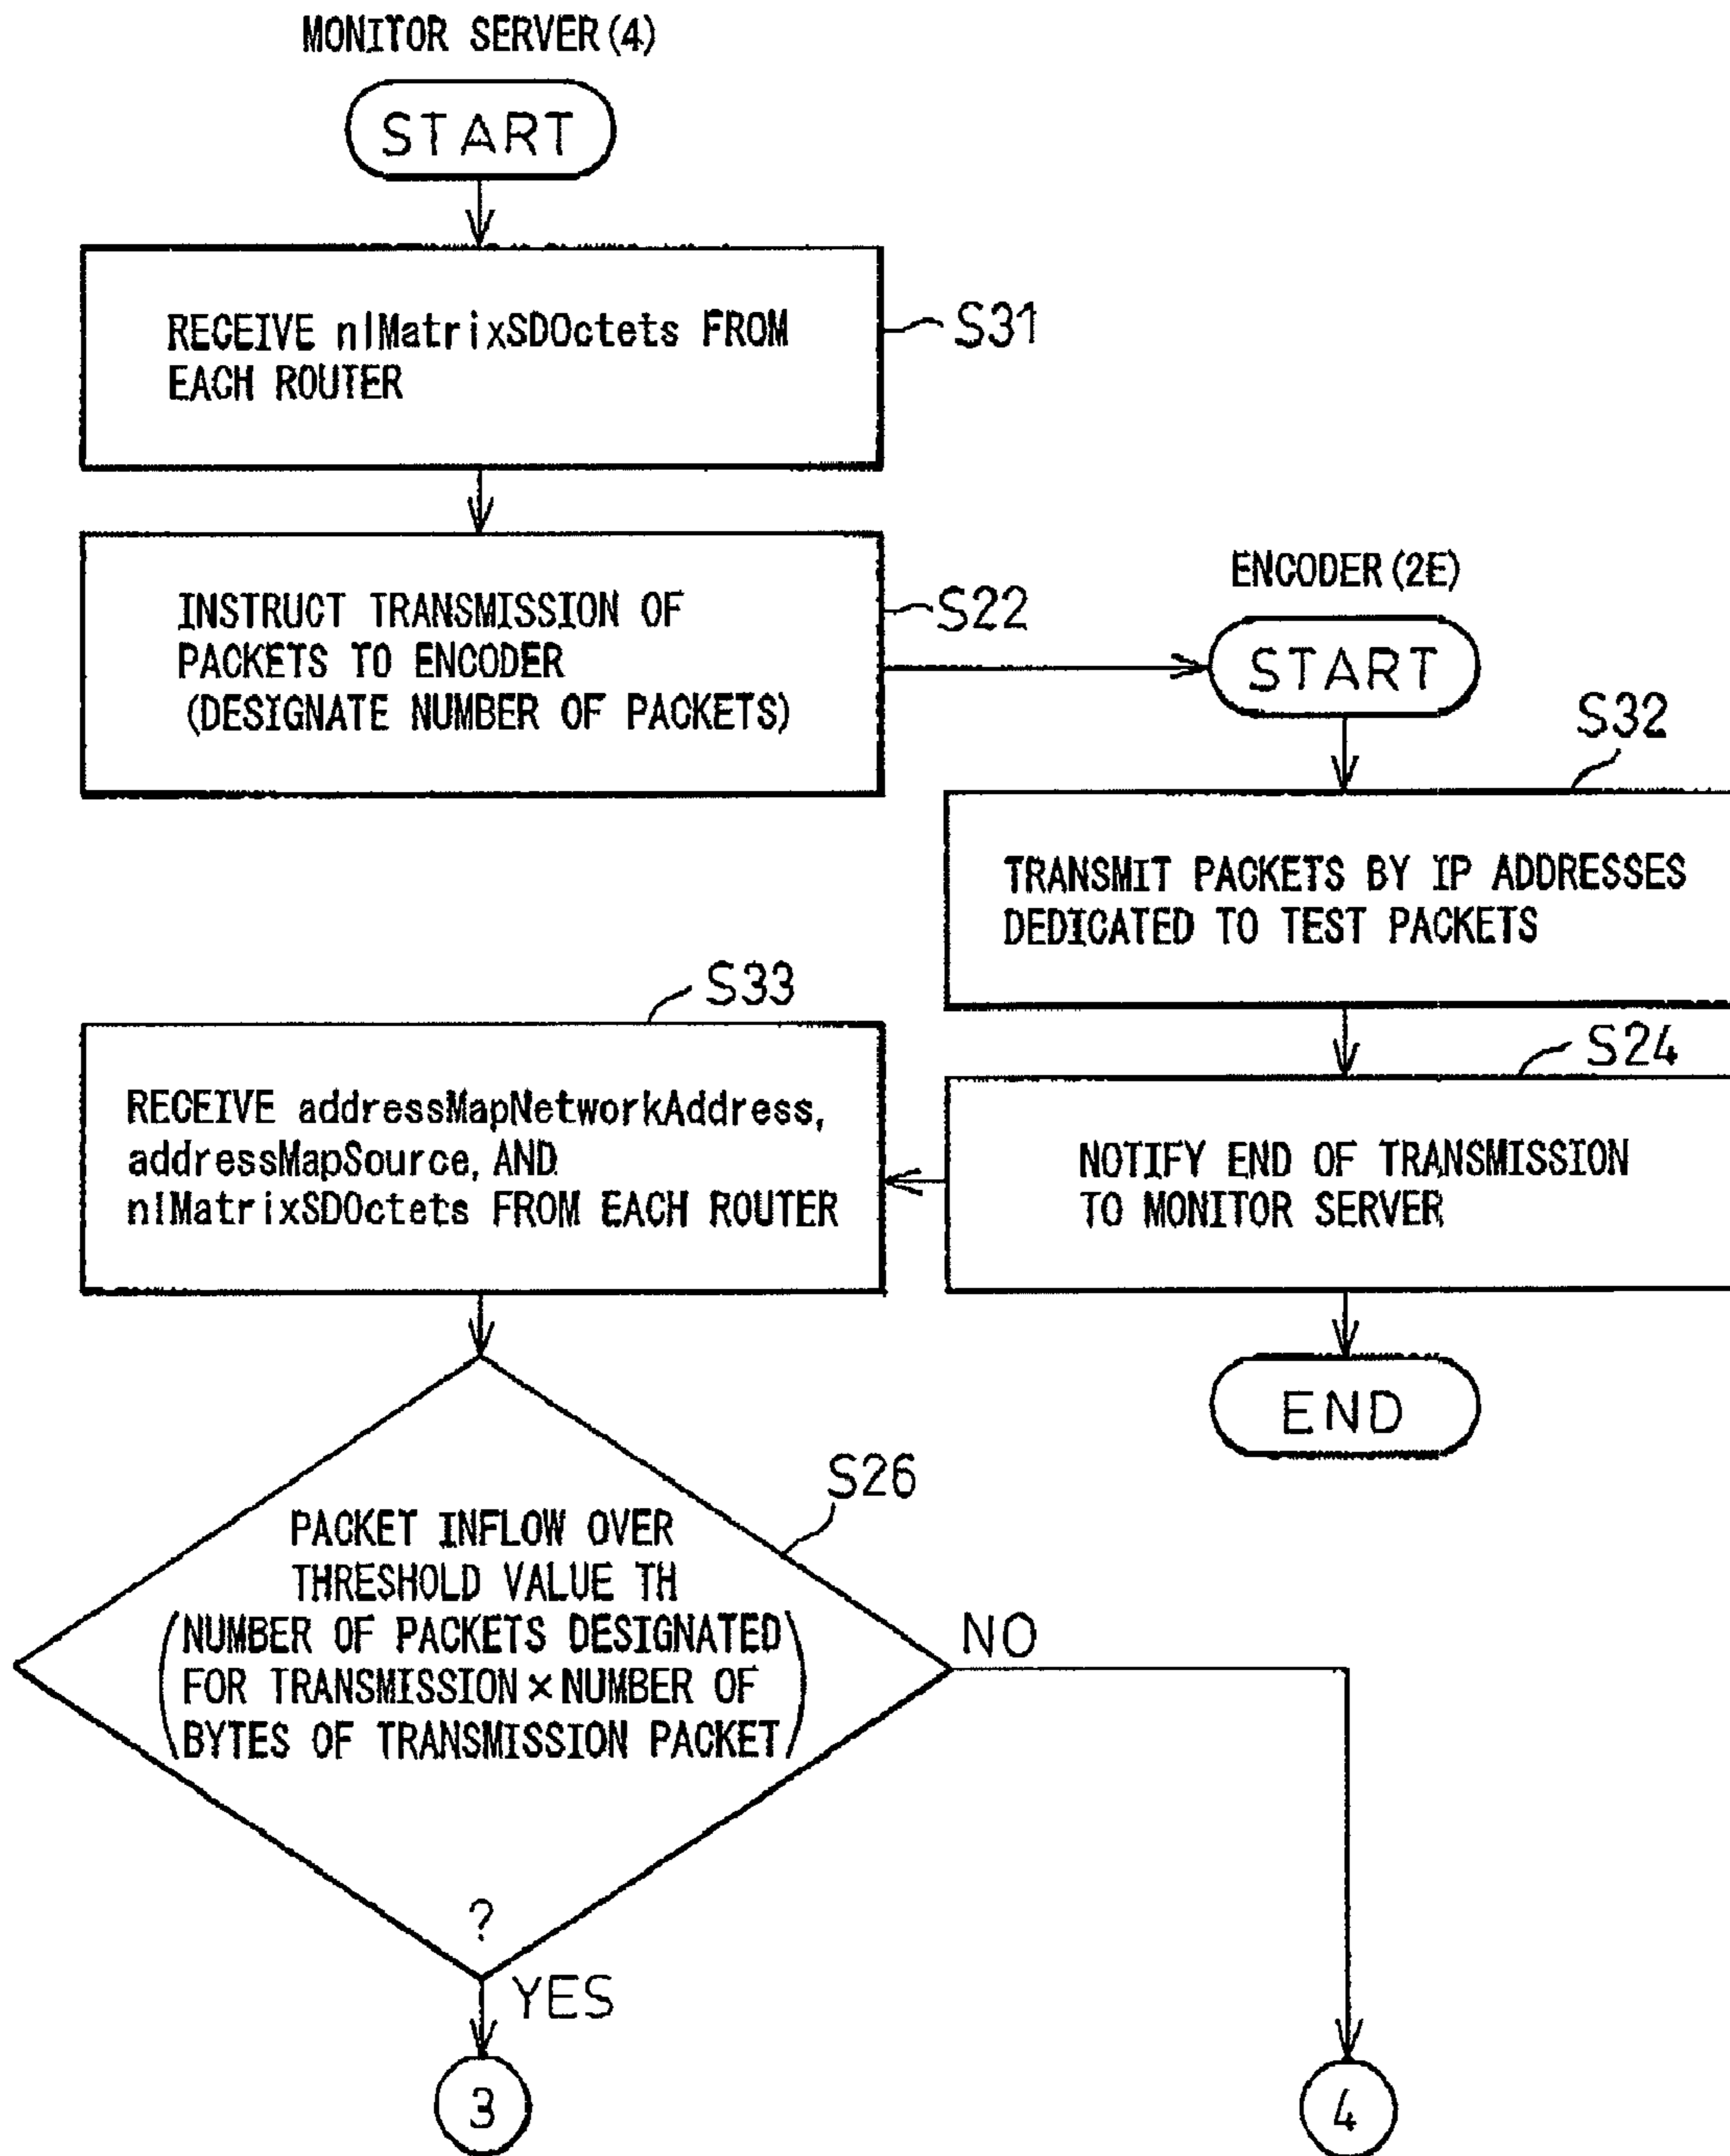 MONITOR SERVER(4)
START
RECEIVE nlMatrixSDOctets FROM
EACH ROUTER
S31
INSTRUCT TRANSMISSION OF
PACKETS TO ENCODER
(DESIGNATE NUMBER OF PACKETS)
S22
ENCODER(2E)
START
S32
TRANSMIT PACKETS BY IP ADDRESSES
DEDICATED TO TEST PACKETS
S33
RECEIVE addressMapNetworkAddress,
addressMapSource, AND
nlMatrixSDOctets FROM EACH ROUTER
S24
NOTIFY END OF TRANSMISSION
TO MONITOR SERVER
END
S26
PACKET INFLOW OVER
THRESHOLD VALUE TH
(NUMBER OF PACKETS DESIGNATED
FOR TRANSMISSION×NUMBER OF
BYTES OF TRANSMISSION PACKET)
?
NO
YES
3
4